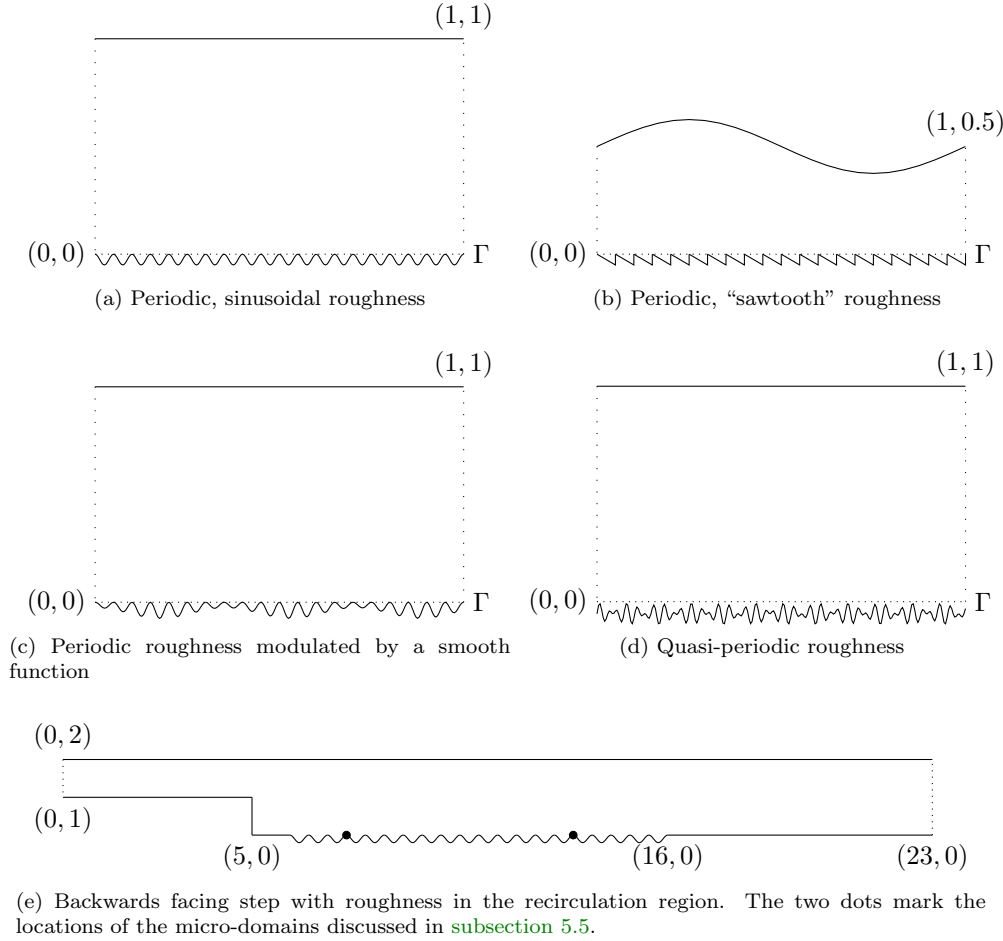 (1, 1)
(0, 0)
Γ
(a) Periodic, sinusoidal roughness
(1, 0.5)
(0, 0)
Γ
(b) Periodic, “sawtooth” roughness
(1, 1)
(0, 0)
Γ
(c) Periodic roughness modulated by a smooth
function
(1, 1)
(0, 0)
Γ
(d) Quasi-periodic roughness
(0, 2)
(0, 1)
(5, 0)
(16, 0)
(23, 0)
(e) Backwards facing step with roughness in the recirculation region. The two dots mark the
locations of the micro-domains discussed in subsection 5.5.